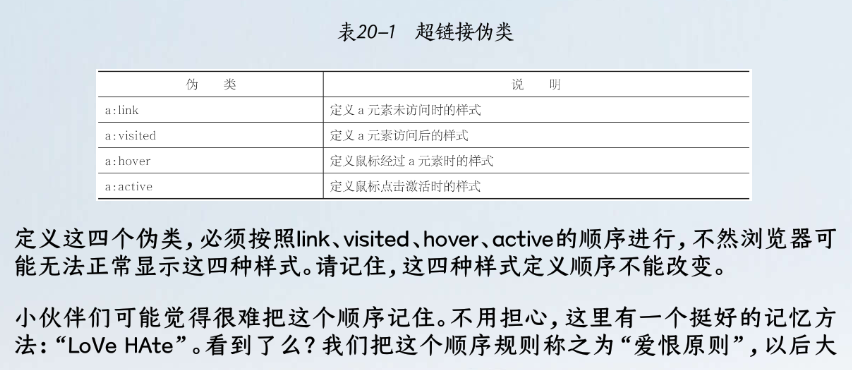 表20-1 超链接伪类
伪 类 说 明
a:link 定义 a 元素未访问时的样式
a:visited 定义 a 元素访问后的样式
a:hover 定义鼠标经过 a 元素时的样式
a:active 定义鼠标点击激活时的样式
定义这四个伪类，必须按照link、visited、hover、active的顺序进行，不然浏览器可
能无法正常显示这四种样式。请记住，这四种样式定义顺序不能改变。
小伙伴们可能觉得很难把这个顺序记住。不用担心，这里有一个挺好的记忆方
法：“LoVe HAte”。看到了么？我们把这个顺序规则称之为“爱恨原则”，以后大